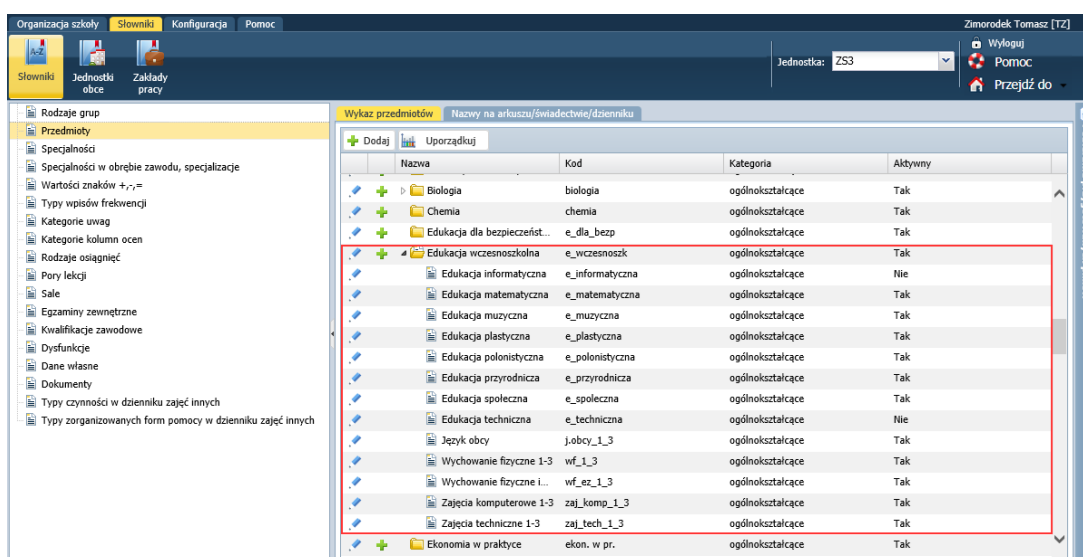 Organizacja szkoły Słowniki Konfiguracja Pomoc Zimorodek Tomasz [TZ]
A-Z
Słowniki
Jednostki obce
Zakłady pracy
Jednostka: ZS3
Wyloguj
Pomoc
Przejdź do
Rodzaje grup
Przedmioty
Specjalności
Specjalności w obrębie zawodu, specjalizacje
Wartości znaków +,-,=
Typy wpisów frekwencji
Kategorie uwag
Kategorie kolumn ocen
Rodzaje osiągnięć
Pory lekcji
Sale
Egzaminy zewnętrzne
Kwalifikacje zawodowe
Dysfunkcje
Dane własne
Dokumenty
Typy czynności w dzienniku zajęć innych
Typy zorganizowanych form pomocy w dzienniku zajęć innych
Wykaz przedmiotów Nazwy na arkuszu/świadectwie/dzienniku
Dodaj Uporządkuj
Nazwa Kod Kategoria Aktywny
Biologia biologia ogólnokształcące Tak
Chemia chemia ogólnokształcące Tak
Edukacja dla bezpieczeńst... e_dla_bezp ogólnokształcące Tak
Edukacja wczesnoszkolna e_wczesnoszk ogólnokształcące Tak
Edukacja informatyczna e_informatyczna ogólnokształcące Nie
Edukacja matematyczna e_matematyczna ogólnokształcące Tak
Edukacja muzyczna e_muzyczna ogólnokształcące Tak
Edukacja plastyczna e_plastyczna ogólnokształcące Tak
Edukacja polonistyczna e_polonistyczna ogólnokształcące Tak
Edukacja przyrodnicza e_przyrodnicza ogólnokształcące Tak
Edukacja społeczna e_spoleczna ogólnokształcące Tak
Edukacja techniczna e_techniczna ogólnokształcące Nie
Język obcy j.obcy_1_3 ogólnokształcące Tak
Wychowanie fizyczne 1-3 wf_1_3 ogólnokształcące Tak
Wychowanie fizyczne i... wf_ez_1_3 ogólnokształcące Tak
Zajęcia komputerowe 1-3 zaj_komp_1_3 ogólnokształcące Tak
Zajęcia techniczne 1-3 zaj_tech_1_3 ogólnokształcące Tak
Ekonomia w praktyce ekon. w pr. ogólnokształcące Tak